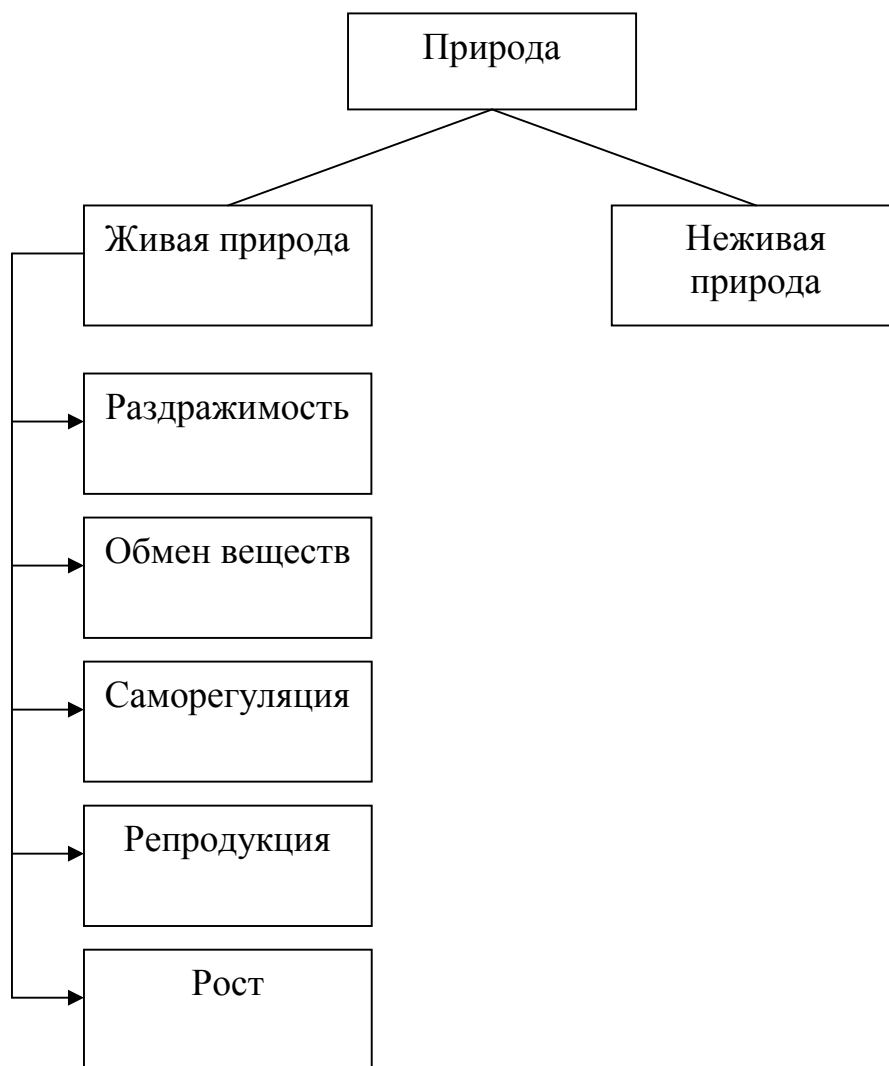 Природа
Живая природа
Неживая
природа
Раздражимость
Обмен веществ
Саморегуляция
Репродукция
Рост